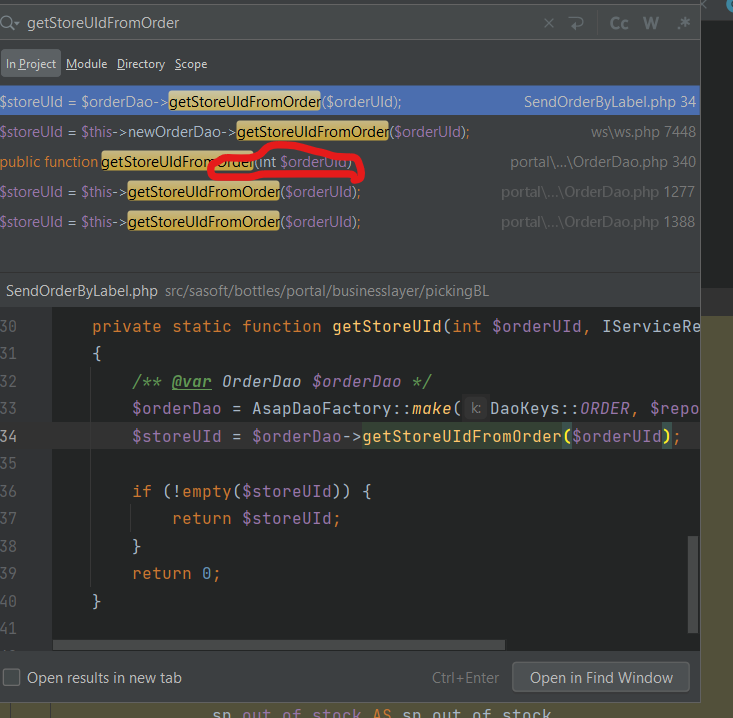 getStoreUIdFromOrder
Cc W .*
In Project Module Directory Scope
$storeUId = $orderDao->getStoreUIdFromOrder($orderUId); SendOrderByLabel.php 34
$storeUId = $this->newOrderDao->getStoreUIdFromOrder($orderUId); ws\ws.php 7448
public function getStoreUIdFromOrder(int $orderUId) portal\...\OrderDao.php 340
$storeUId = $this->getStoreUIdFromOrder($orderUId); portal\...\OrderDao.php 1277
$storeUId = $this->getStoreUIdFromOrder($orderUId); portal\...\OrderDao.php 1388
SendOrderByLabel.php src/sasoft/bottles/portal/businesslayer/pickingBL
30 private static function getStoreUId(int $orderUId, IServiceRe
31 {
32 /** @var OrderDao $orderDao */
33 $orderDao = AsapDaoFactory::make( k: DaoKeys::ORDER, $repo
34 $storeUId = $orderDao->getStoreUIdFromOrder($orderUId);
35
36 if (!empty($storeUId)) {
37 return $storeUId;
38 }
39 return 0;
40 }
41
Open results in new tab Ctrl+Enter Open in Find Window
sp.out_of_stock AS sp_out_of_stock